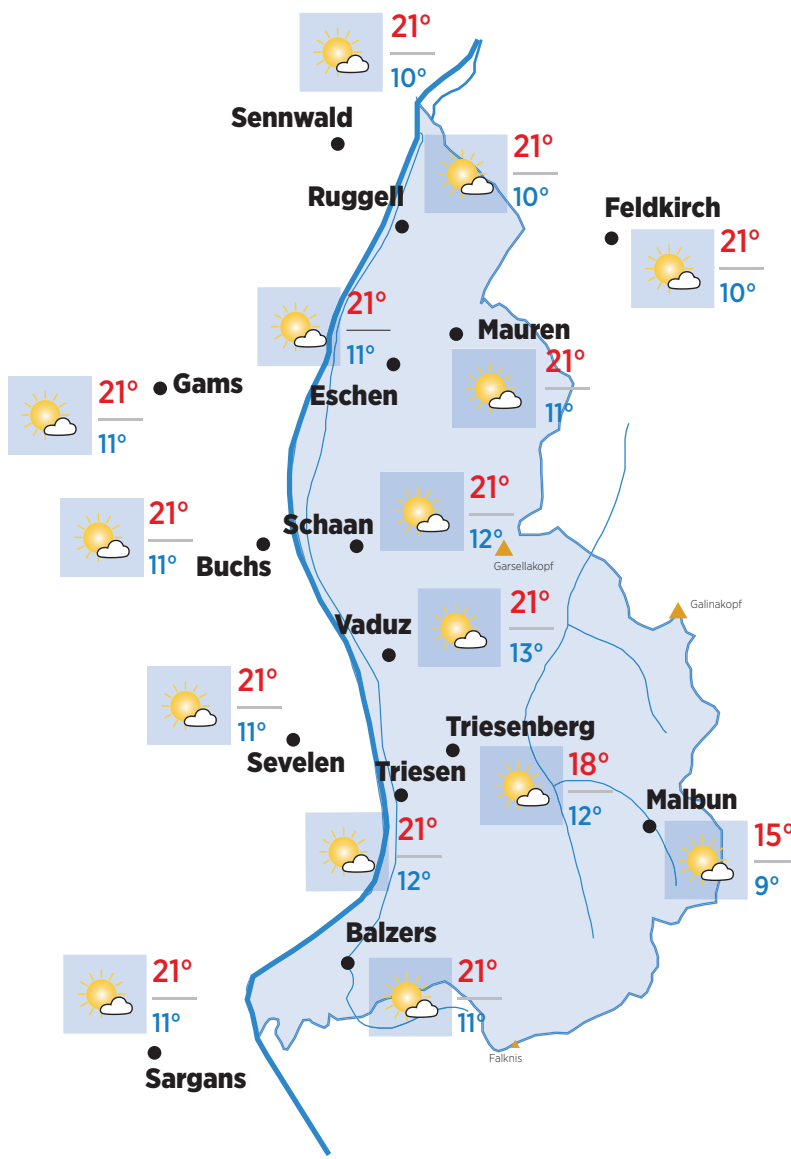 21°
10°
Sennwald
21°
10°
Ruggell
Feldkirch
21°
10°
21°
11°
Mauren
21°
11°
Eschen
Gams
21°
11°
21°
12°
Schaan
21°
11°
Buchs
Garsellakopf
Galinakopf
21°
13°
Vaduz
21°
11°
Sevelen
Triesenberg
18°
12°
Triesen
21°
12°
Malbun
15°
9°
Balzers
21°
11°
21°
11°
Sargans
Falknis